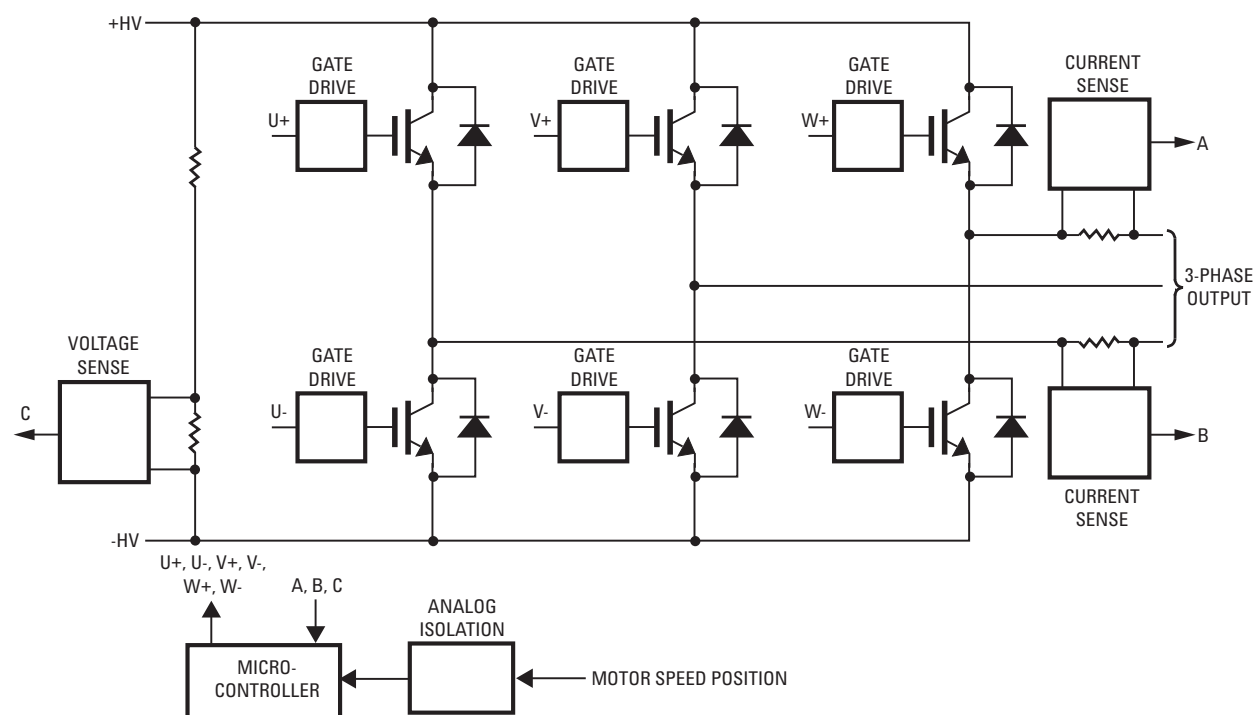 +HV
GATE
DRIVE
GATE
DRIVE
GATE
DRIVE
CURRENT
SENSE
U+
V+
W+
A
3-PHASE
OUTPUT
VOLTAGE
SENSE
GATE
DRIVE
GATE
DRIVE
GATE
DRIVE
C
U-
V-
W-
B
CURRENT
SENSE
-HV
U+, U-, V+, V-,
W+, W-
A, B, C
ANALOG
ISOLATION
MICRO-
CONTROLLER
MOTOR SPEED POSITION